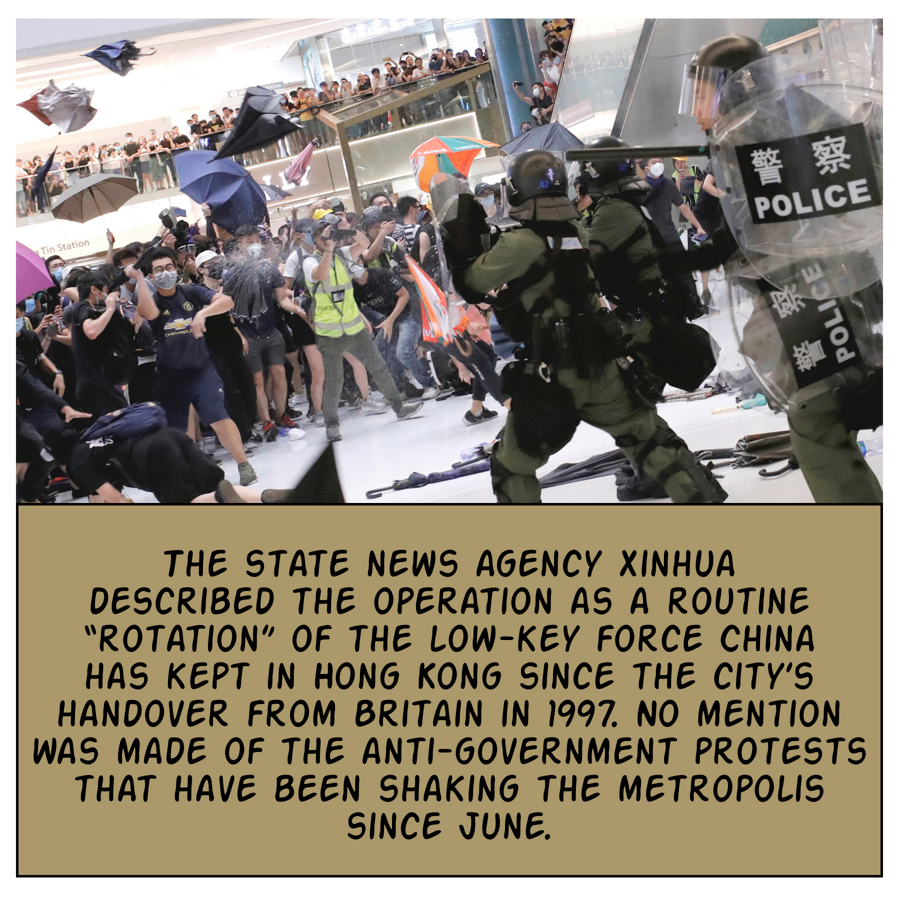 Tin Station
CHEVROLET
警 察
POLICE
警察
POLICE
THE STATE NEWS AGENCY XINHUA
DESCRIBED THE OPERATION AS A ROUTINE
“ROTATION” OF THE LOW-KEY FORCE CHINA
HAS KEPT IN HONG KONG SINCE THE CITY’S
HANDOVER FROM BRITAIN IN 1997. NO MENTION
WAS MADE OF THE ANTI-GOVERNMENT PROTESTS
THAT HAVE BEEN SHAKING THE METROPOLIS
SINCE JUNE.